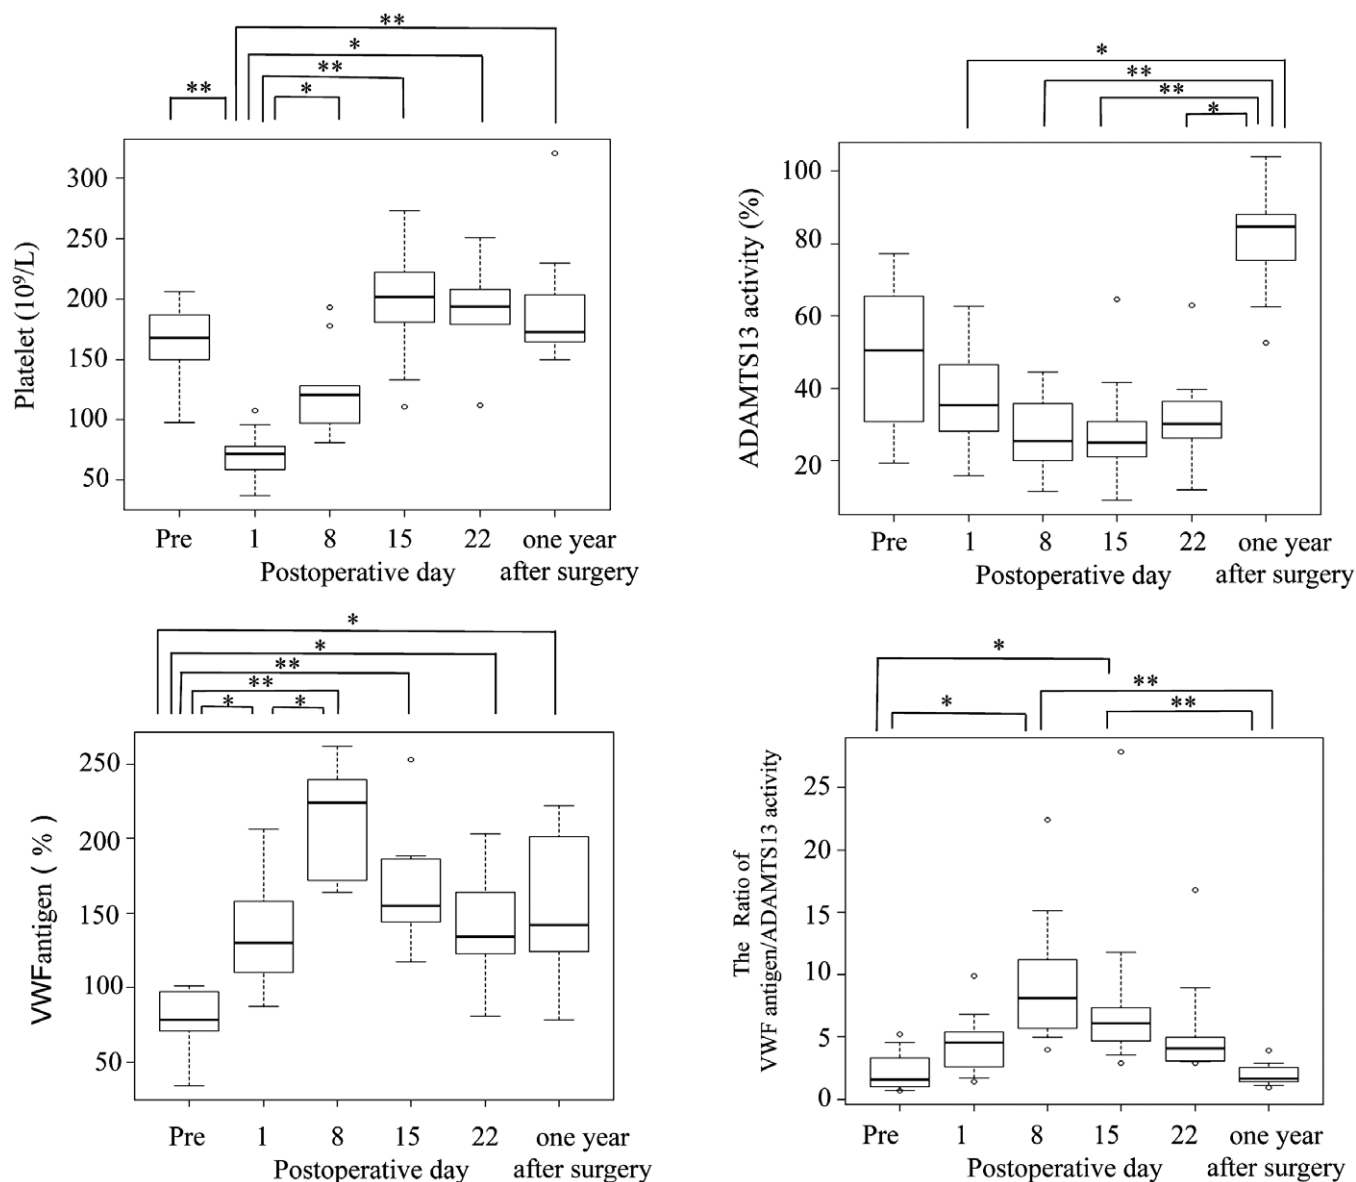 **
*
**
** *
Platelet (10⁹/L)
300
250
200
150
100
50
Pre 1 8 15 22 one year
Postoperative day after surgery
*
**
**
*
ADAMTS13 activity (%)
100
80
60
40
20
Pre 1 8 15 22 one year
Postoperative day after surgery
*
*
**
**
* *
VWFantigen ( % )
250
200
150
100
50
Pre 1 8 15 22 one year
Postoperative day after surgery
*
**
* **
The Ratio of
VWF antigen/ADAMTS13 activity
25
20
15
10
5
0
Pre 1 8 15 22 one year
Postoperative day after surgery